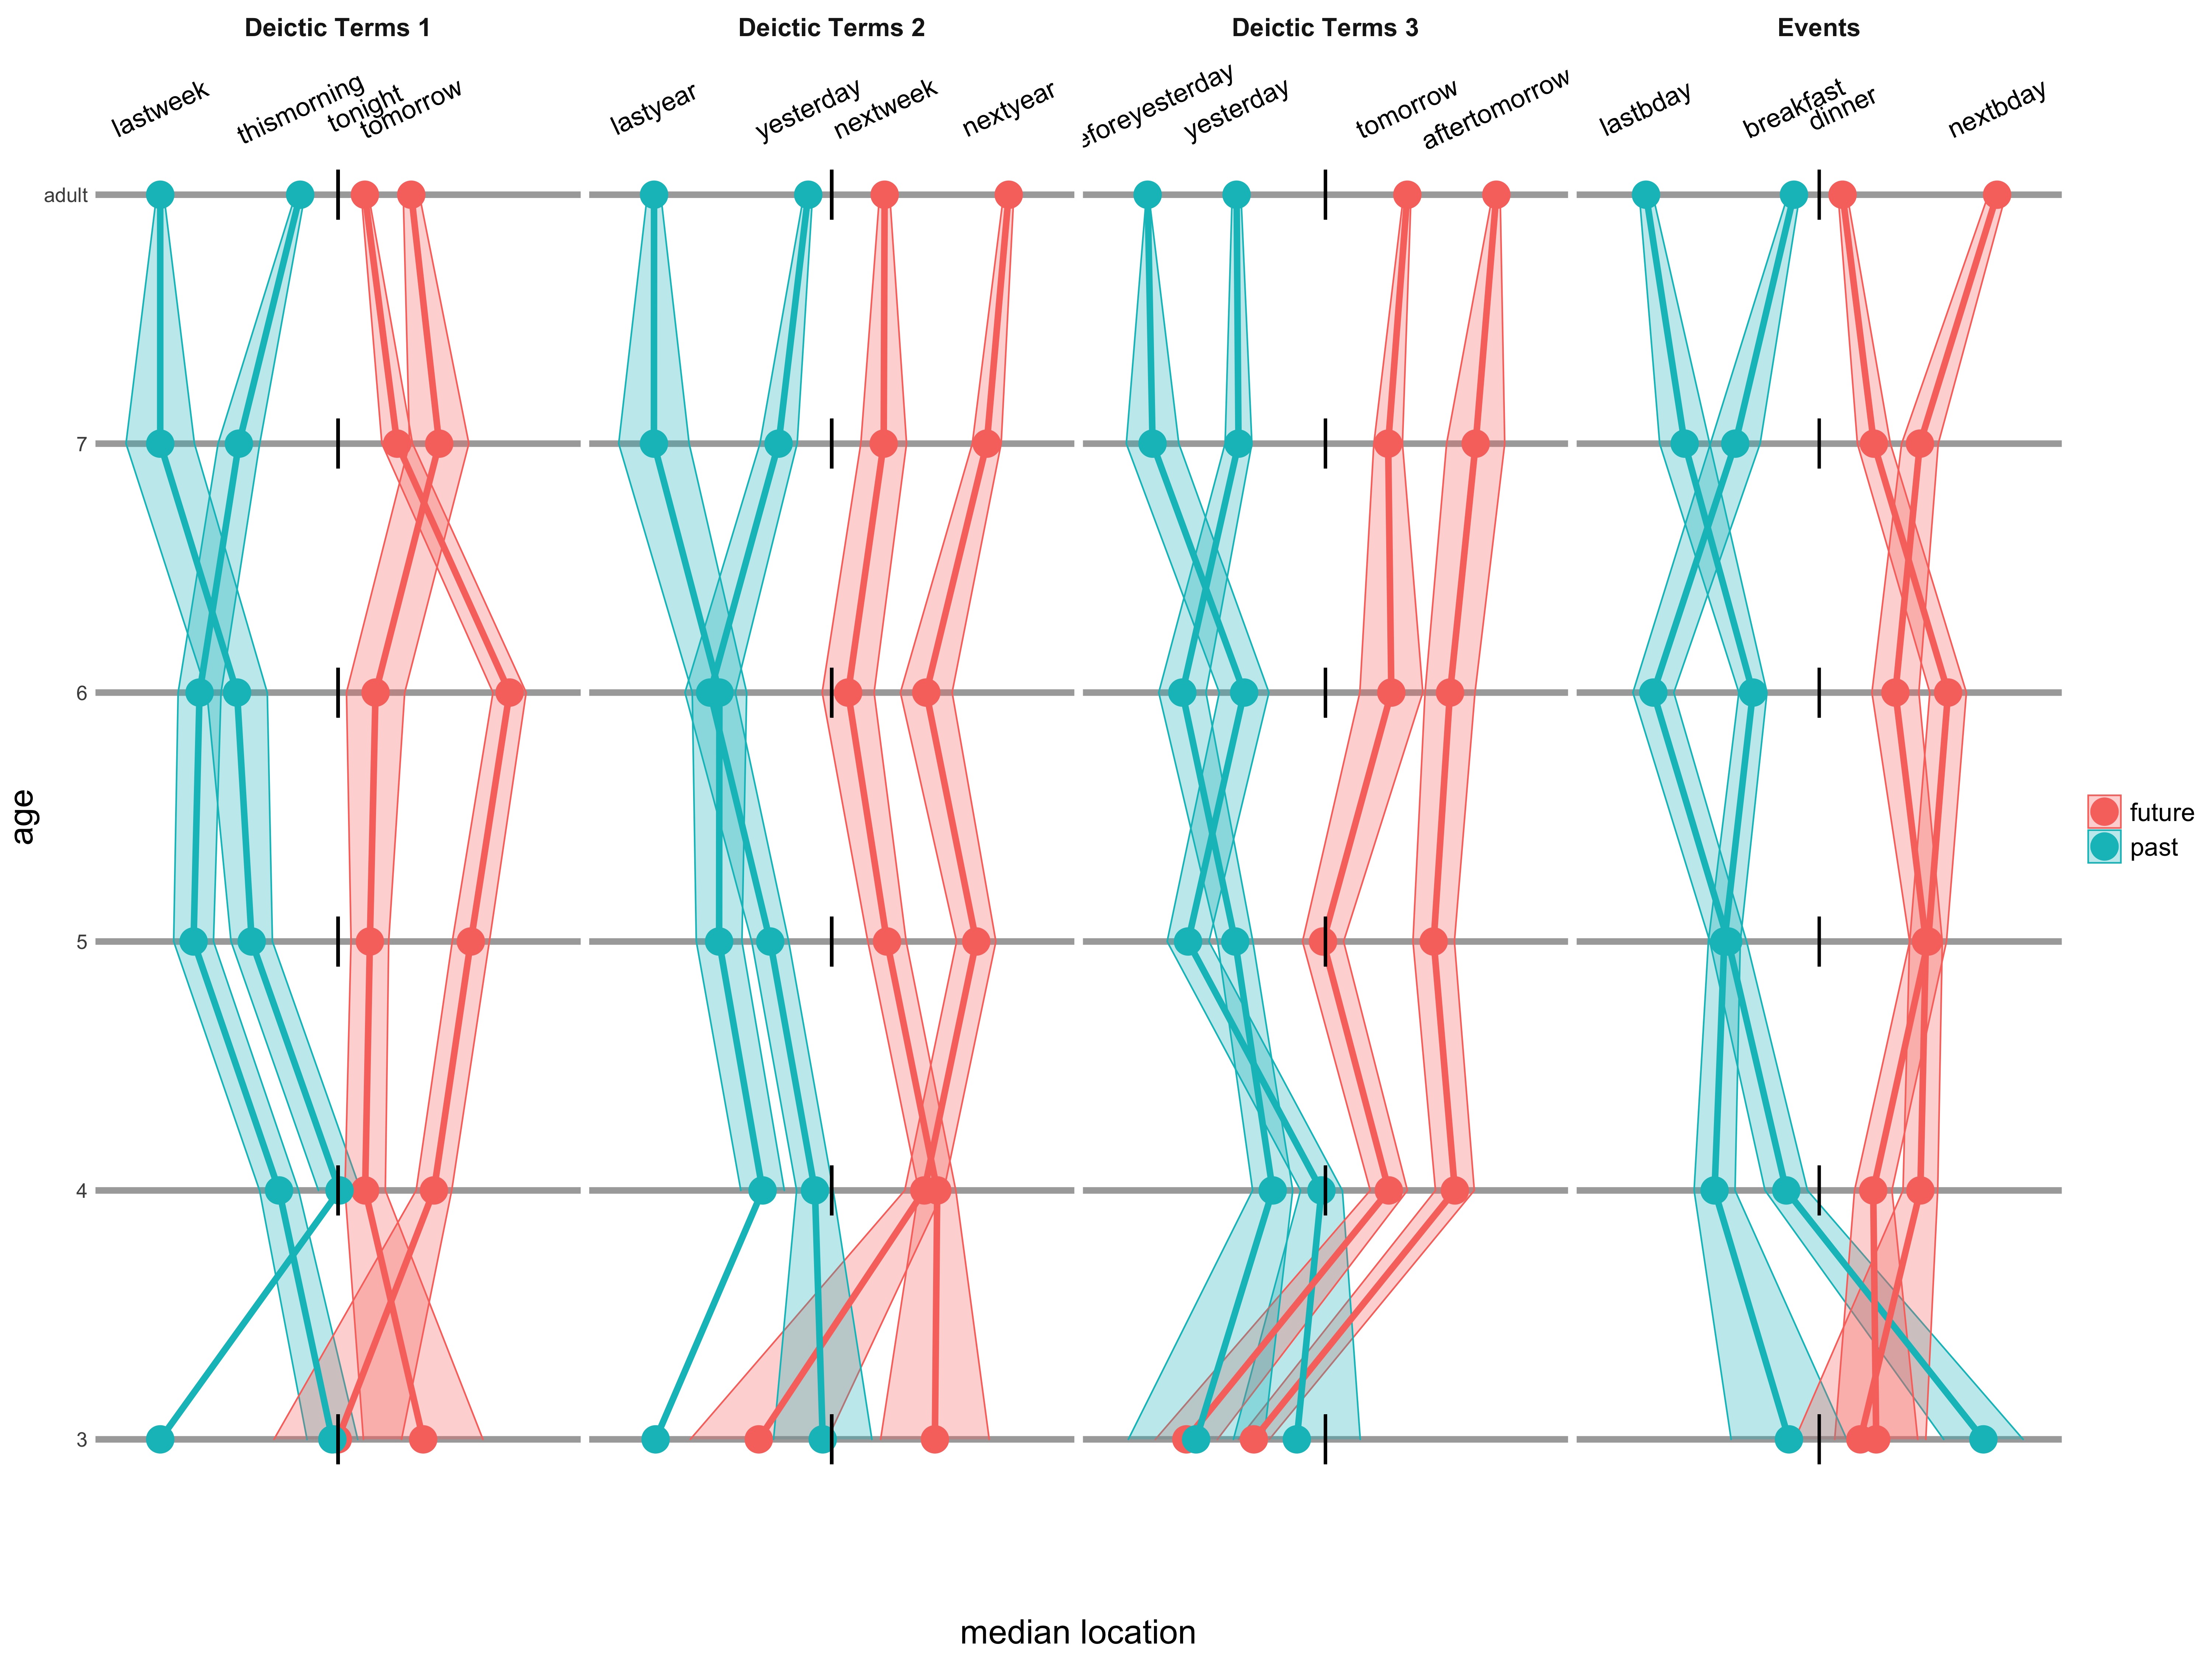 Deictic Terms 1
Deictic Terms 2
Deictic Terms 3
Events
lastweek
thismorning
tonight
tomorrow
lastyear
yesterday
nextweek
nextyear
eforeyesterday
yesterday
tomorrow
aftertomorrow
lastbday
breakfast
dinner
nextbday
adult
7
6
5
4
3
age
median location
future
past